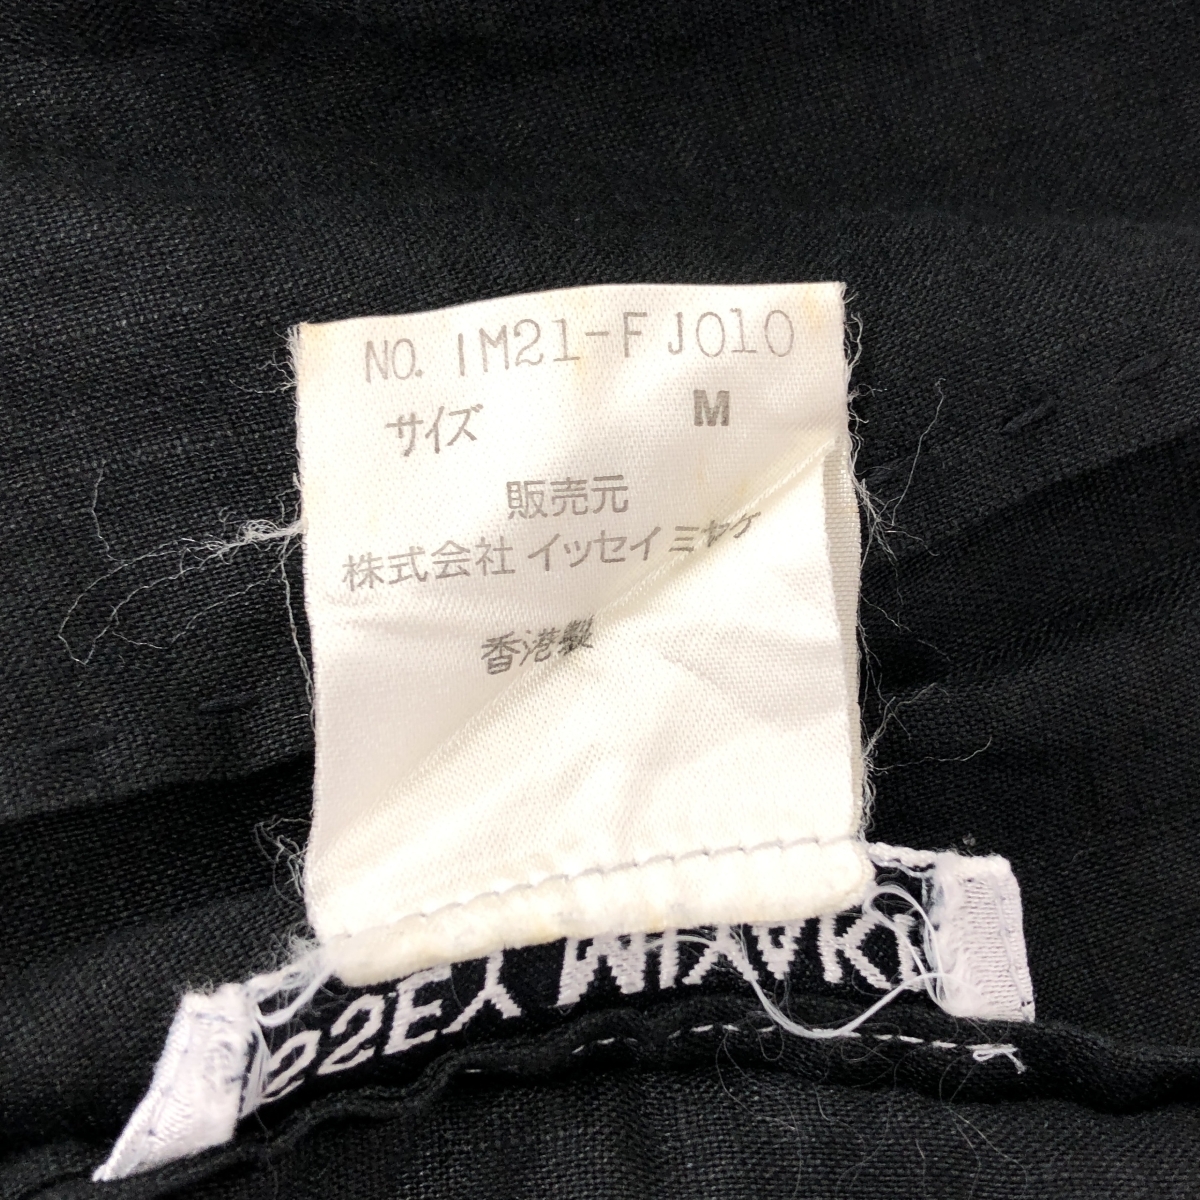 NO. IM21-FJ010
サイズ M
販売元
株式会社 イッセイ ミヤケ
香港製